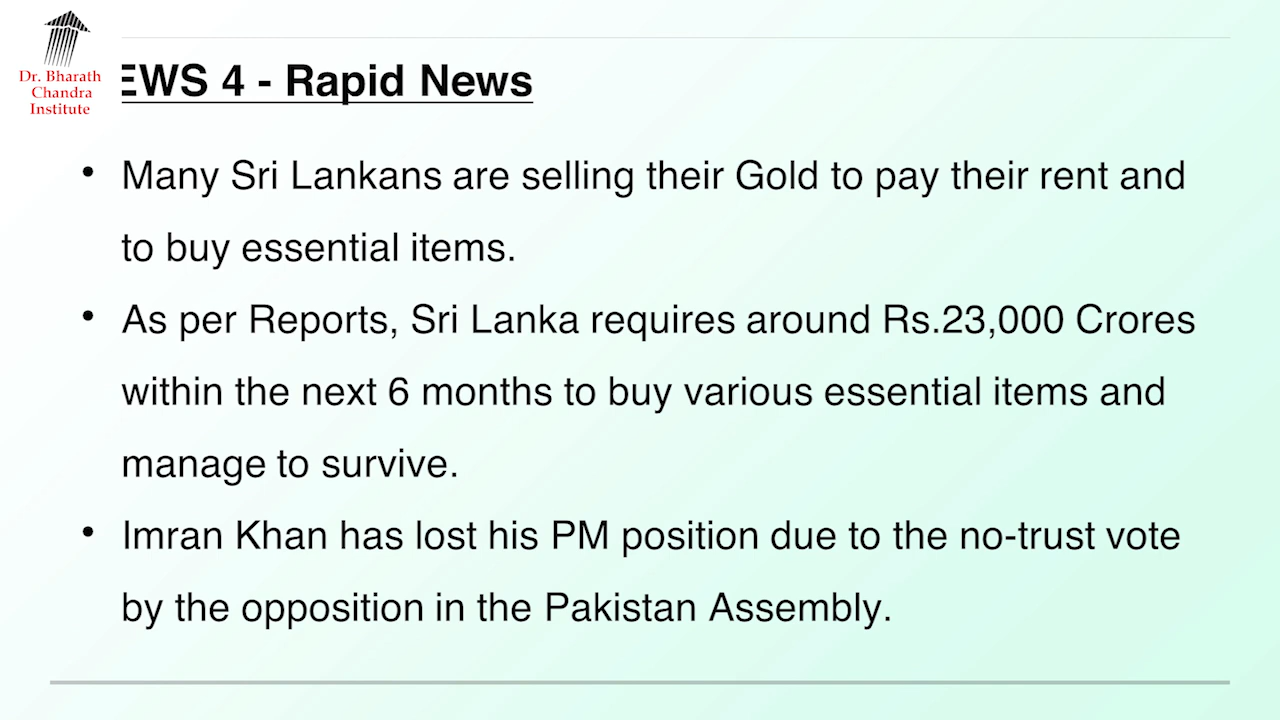 Dr. Bharath
Chandra
Institute
EWS 4 - Rapid News
• Many Sri Lankans are selling their Gold to pay their rent and
to buy essential items.
• As per Reports, Sri Lanka requires around Rs.23,000 Crores
within the next 6 months to buy various essential items and
manage to survive.
• Imran Khan has lost his PM position due to the no-trust vote
by the opposition in the Pakistan Assembly.